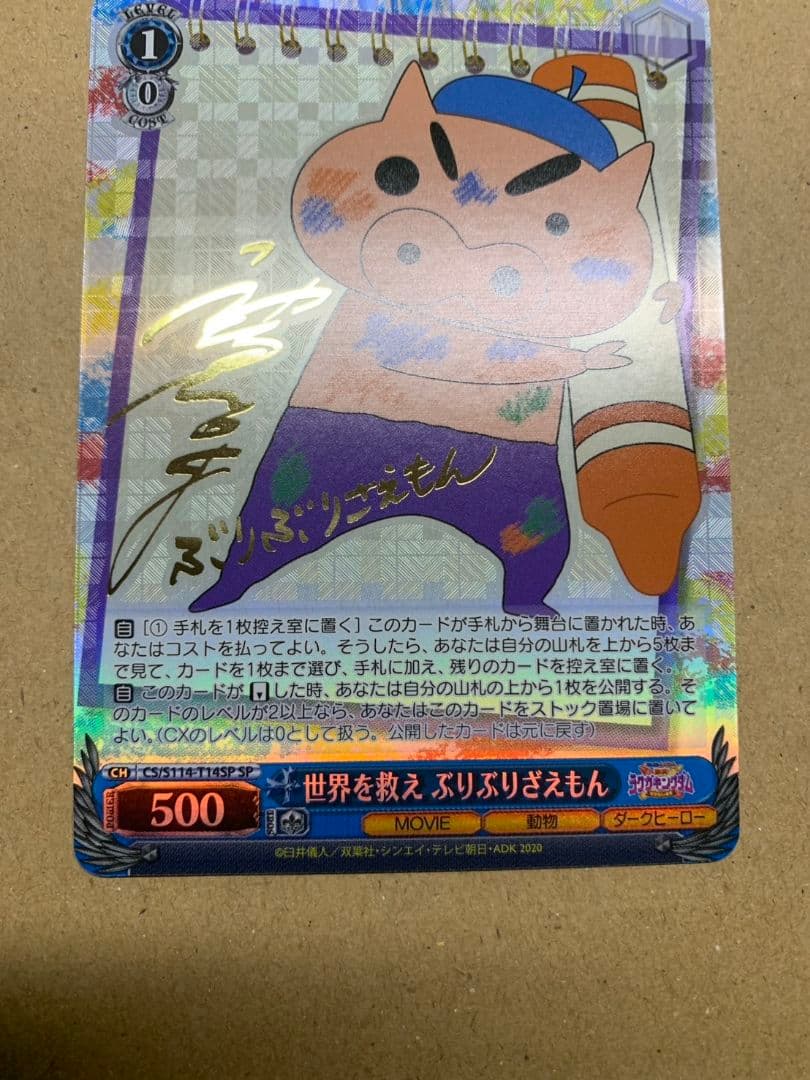 LEVEL
1
0
COST
ぶりぶりざえもん
自 [① 手札を1枚控え室に置く] このカードが手札から舞台に置かれた時、あ
なたはコストを払ってよい。そうしたら、あなたは自分の山札を上から5枚ま
で見て、カードを1枚まで選び、手札に加え、残りのカードを控え室に置く。
自 このカードが したの時、あなたは自分の山札の上から1枚を公開する。そ
のカードのレベルが2以上なら、あなたはこのカードをストック置場に置いて
よい。(CXのレベルは0として扱う。公開したカードは元に戻す)
CH CS/S114-T14SP SP
世界を救え ぶりぶりざえもん
ラクガキングダム
POWER
500
SOUL
MOVIE 動物 ダークヒーロー
©臼井儀人/双葉社・シンエイ・テレビ朝日・ADK 2020